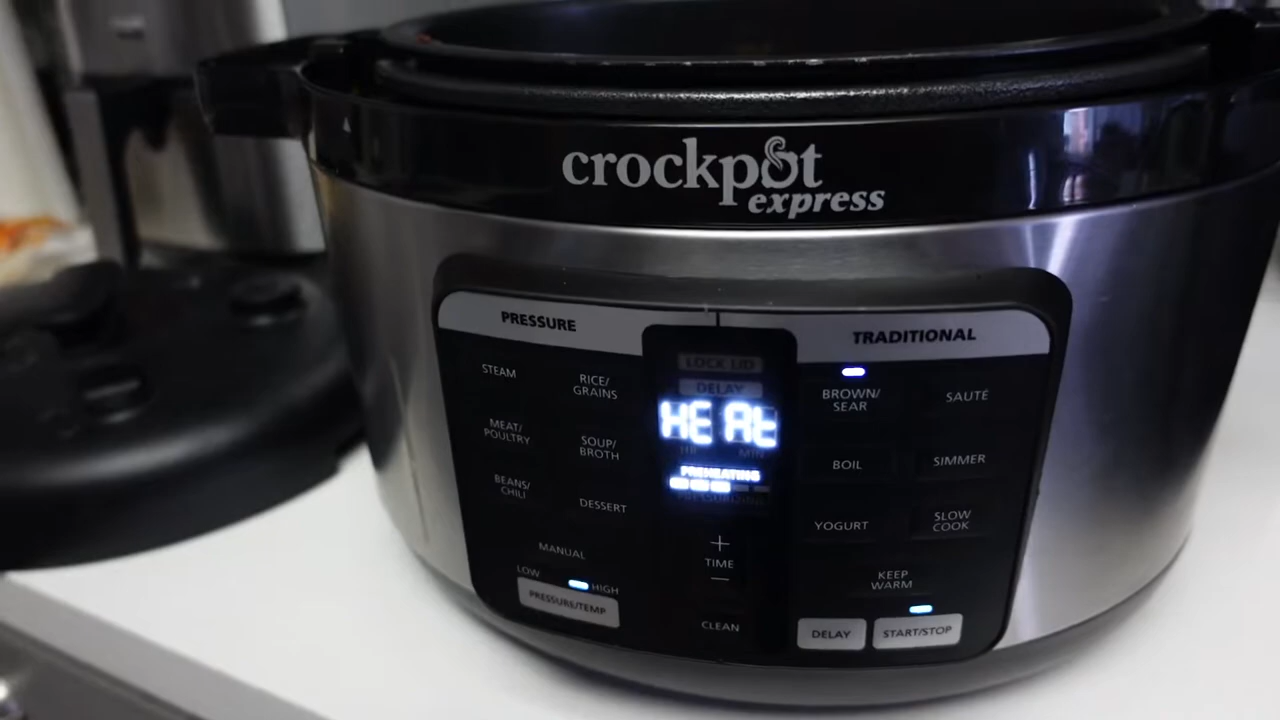 crockpot
express
PRESSURE
TRADITIONAL
STEAM
RICE/
GRAINS
MEAT/
POULTRY
SOUP/
BROTH
BEANS/
CHILI
DESSERT
MANUAL
LOW
HIGH
PRESSURE/TEMP
LOCK LID
DELAY
HEAt
HR MIN
PREHEATING
+
TIME
−
CLEAN
BROWN/
SEAR
SAUTÉ
BOIL
SIMMER
YOGURT
SLOW
COOK
KEEP
WARM
DELAY
START/STOP